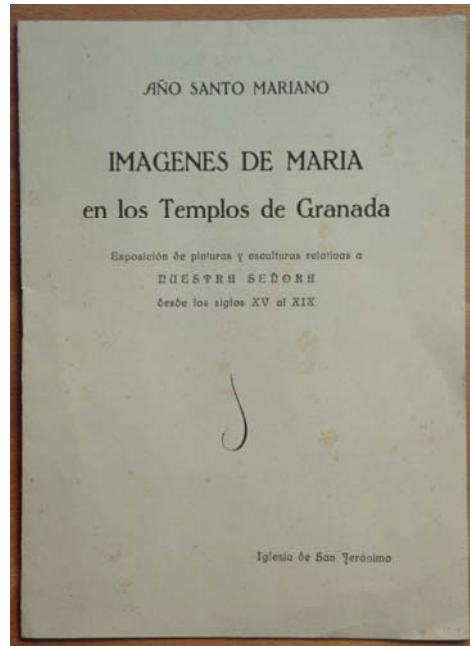 AÑO SANTO MARIANO
IMAGENES DE MARIA
en los Templos de Granada
Exposición de pinturas y esculturas relativas a
NUESTRA SEÑORA
desde los siglos XV al XIX
Iglesia de San Jerónimo